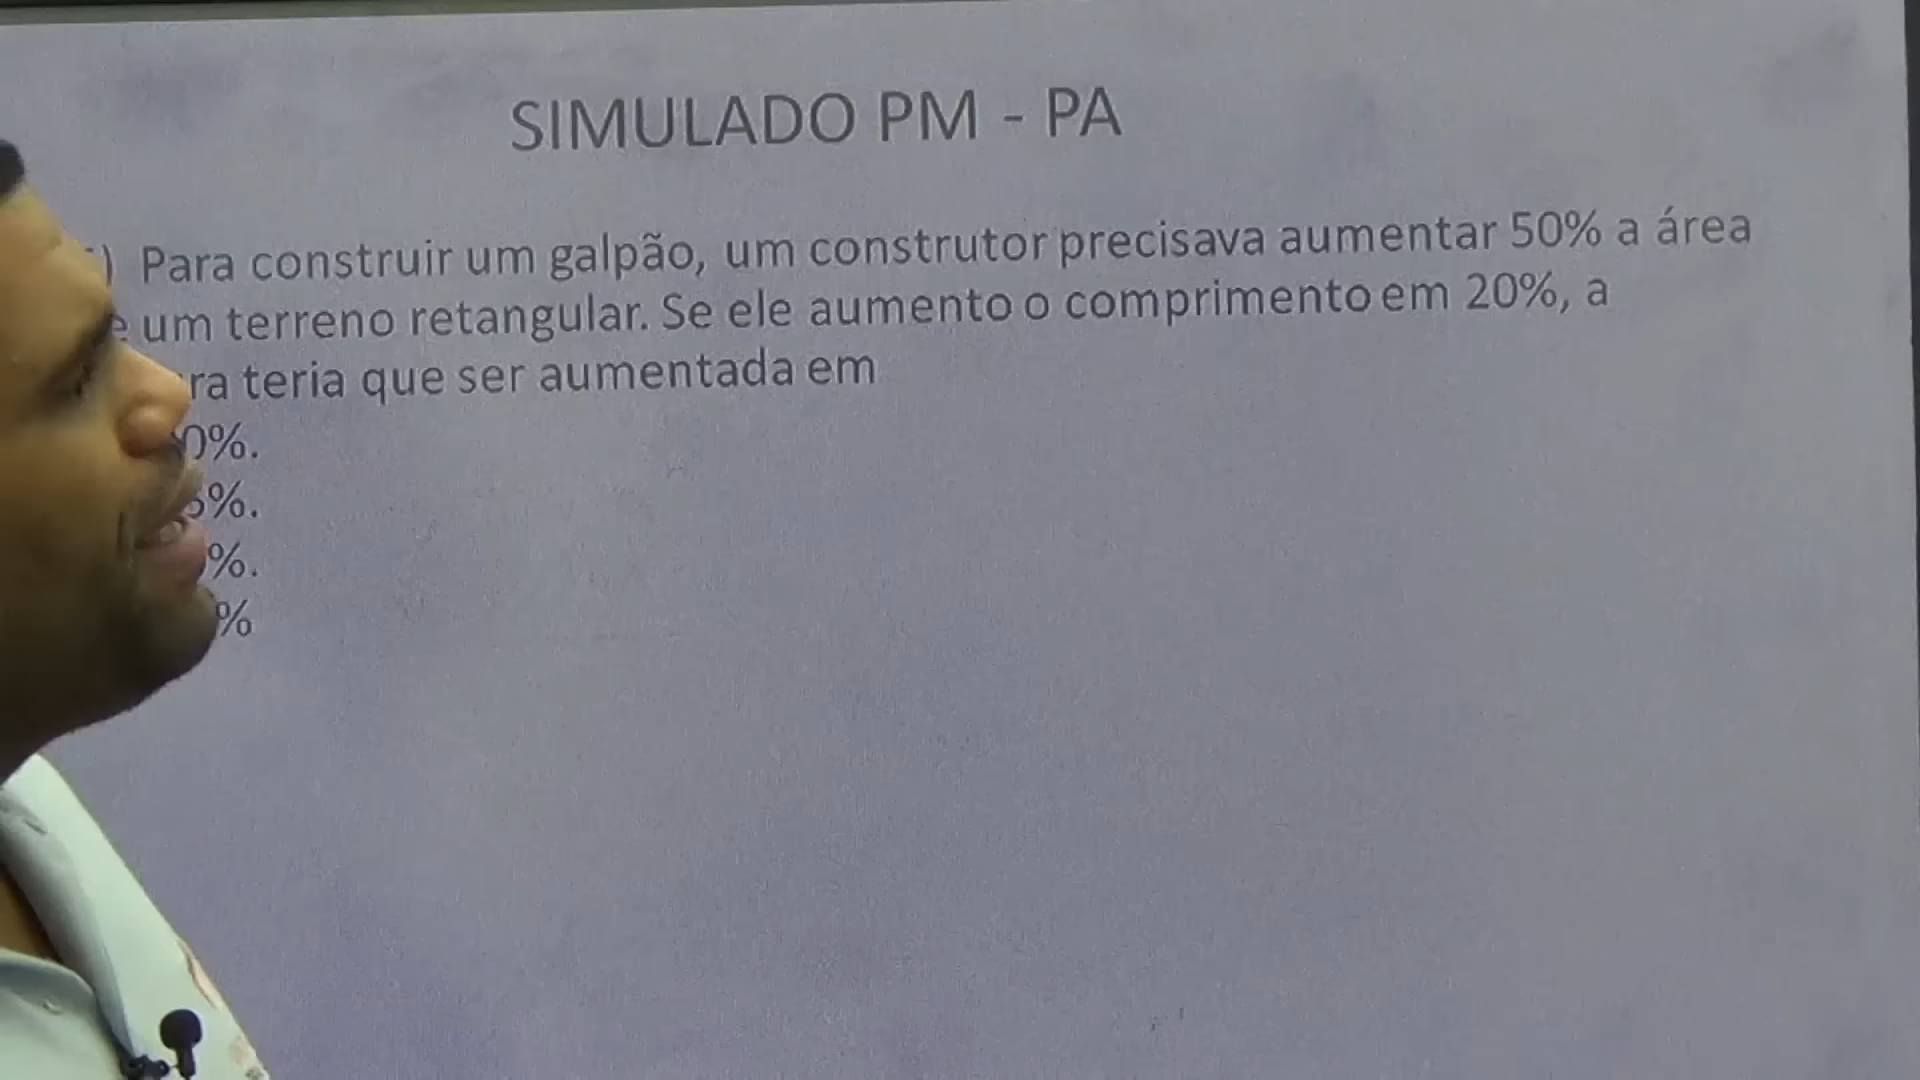 SIMULADO PM - PA
) Para construir um galpão, um construtor precisava aumentar 50% a área
um terreno retangular. Se ele aumento o comprimento em 20%, a
teria que ser aumentada em
0%.
5%.
%.
%